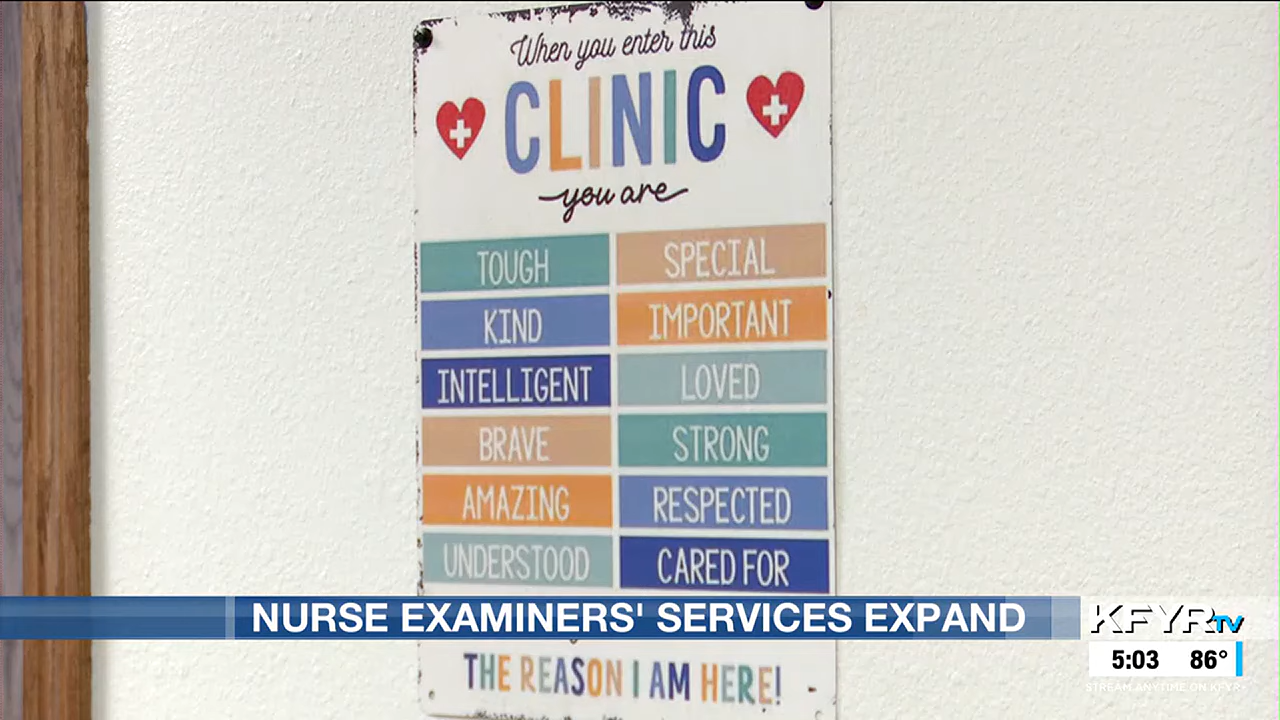 When you enter this
CLINIC
you are
TOUGH
SPECIAL
KIND
IMPORTANT
INTELLIGENT
LOVED
BRAVE
STRONG
AMAZING
RESPECTED
UNDERSTOOD
CARED FOR
NURSE EXAMINERS' SERVICES EXPAND
KFYRTV
5:03 86°
STREAM ANYTIME ON KFYR+
THE REASON I AM HERE!